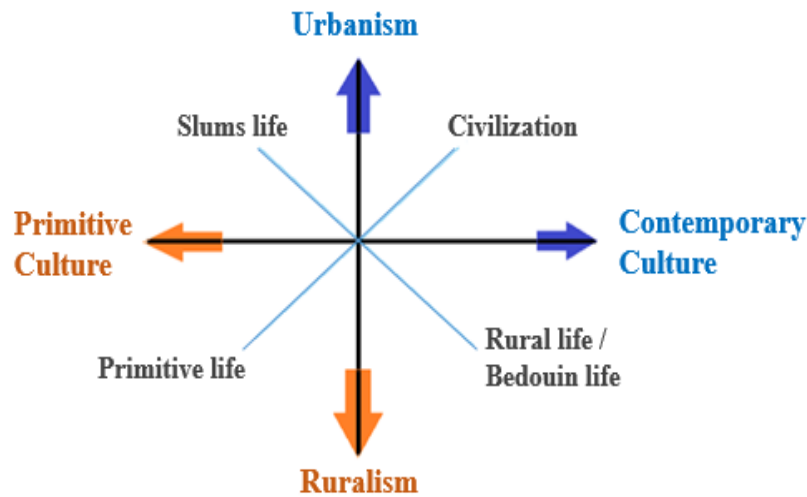 Urbanism
Slums life
Civilization
Primitive
Culture
Contemporary
Culture
Primitive life
Rural life /
Bedouin life
Ruralism